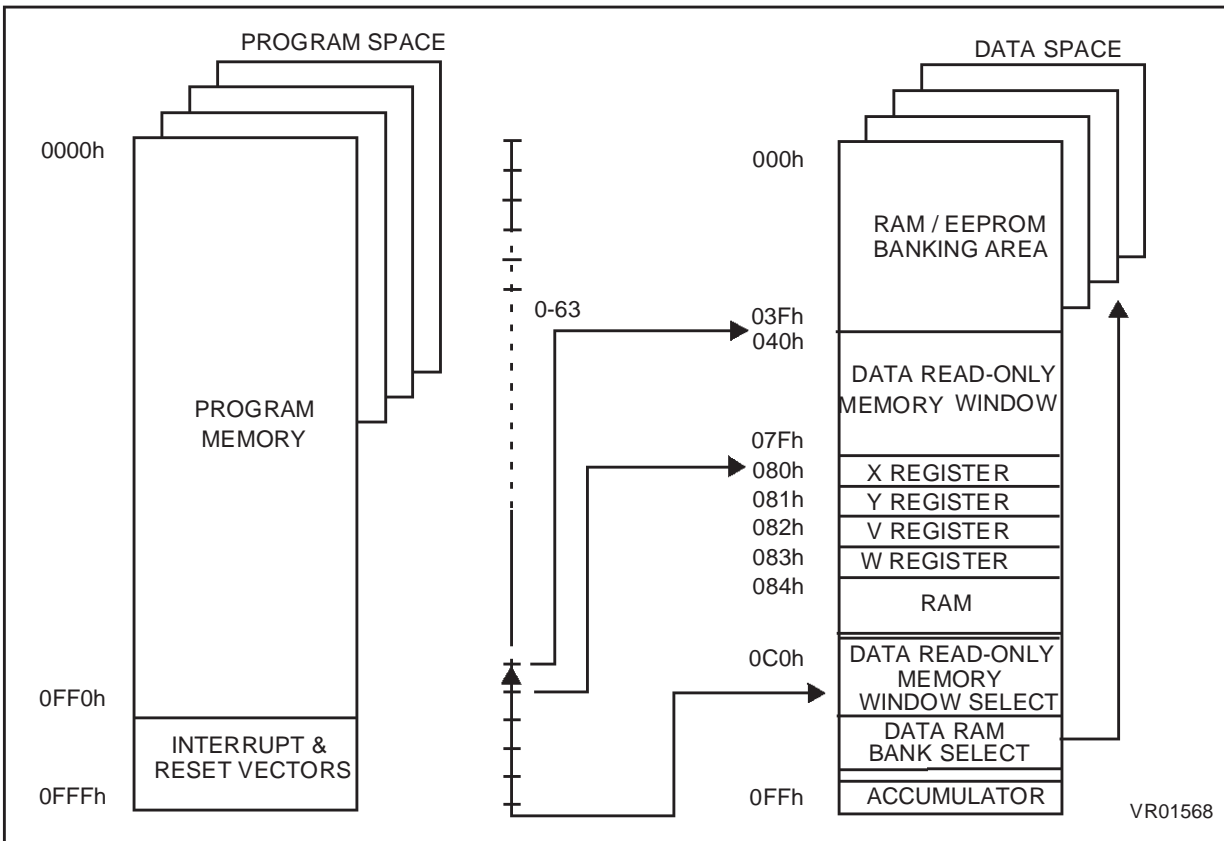 PROGRAM SPACE
0000h
PROGRAM
MEMORY
0FF0h
INTERRUPT &
RESET VECTORS
0FFFh
0-63
DATA SPACE
000h
RAM / EEPROM
BANKING AREA
03Fh
040h
DATA READ-ONLY
MEMORY WINDOW
07Fh
080h
X REGISTER
081h
Y REGISTER
082h
V REGISTER
083h
W REGISTER
084h
RAM
0C0h
DATA READ-ONLY
MEMORY
WINDOW SELECT
DATA RAM
BANK SELECT
0FFh
ACCUMULATOR
VR01568